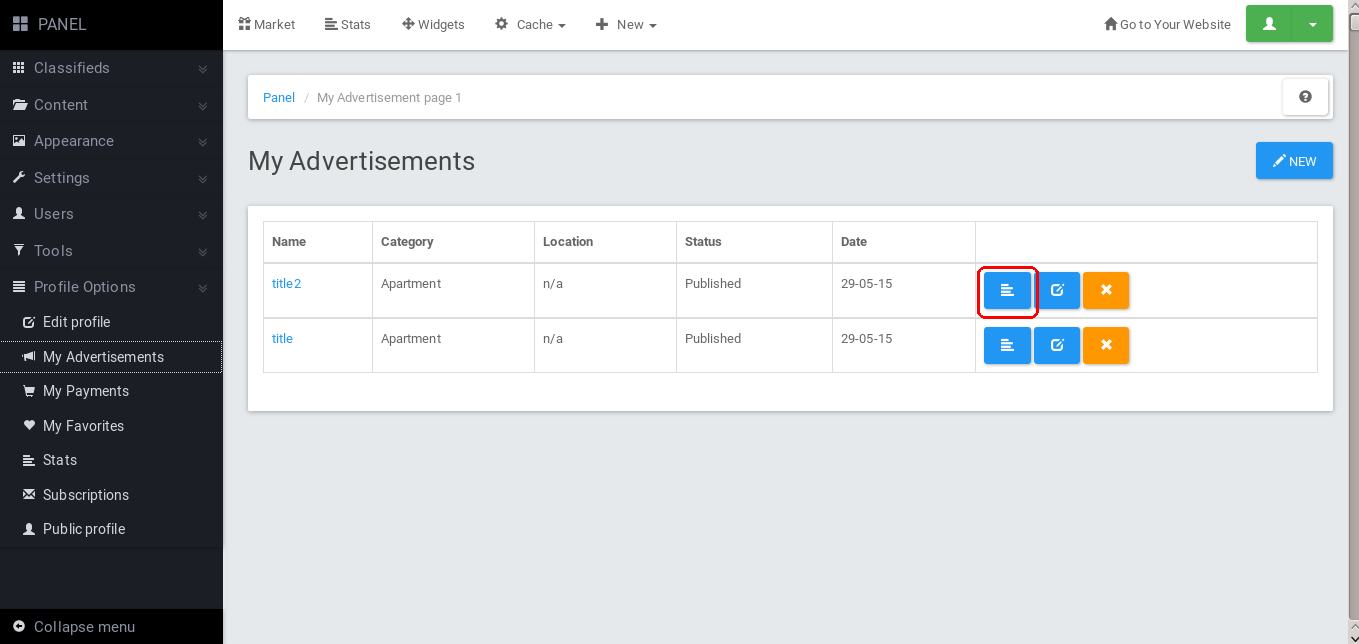 PANEL
Market Stats Widgets Cache New Go to Your Website
Classifieds
Content
Appearance
Settings
Users
Tools
Profile Options
Edit profile
My Advertisements
My Payments
My Favorites
Stats
Subscriptions
Public profile
Collapse menu
Panel / My Advertisement page 1
My Advertisements
NEW
Name Category Location Status Date
title2 Apartment n/a Published 29-05-15
title Apartment n/a Published 29-05-15